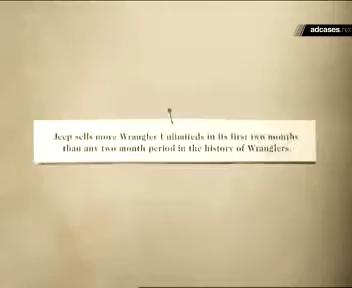 adcases.net
Jeep sells more Wrangler Unlimiteds in its first two months
than any two month period in the history of Wranglers.